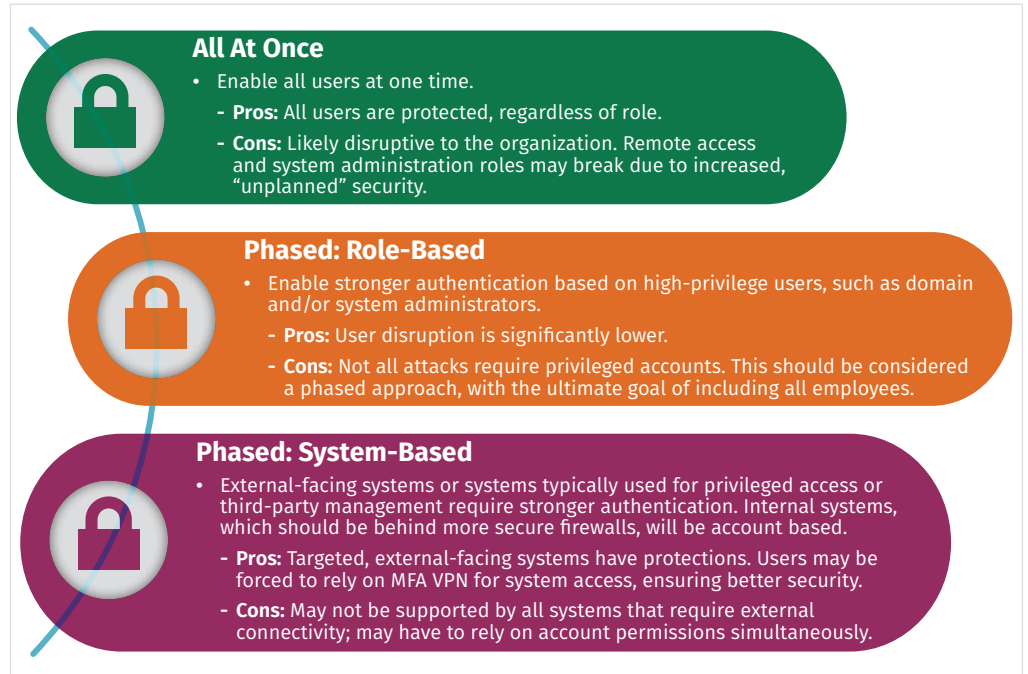 All At Once
• Enable all users at one time.
- Pros: All users are protected, regardless of role.
- Cons: Likely disruptive to the organization. Remote access
and system administration roles may break due to increased,
“unplanned” security.
Phased: Role-Based
• Enable stronger authentication based on high-privilege users, such as domain
and/or system administrators.
- Pros: User disruption is significantly lower.
- Cons: Not all attacks require privileged accounts. This should be considered
a phased approach, with the ultimate goal of including all employees.
Phased: System-Based
• External-facing systems or systems typically used for privileged access or
third-party management require stronger authentication. Internal systems,
which should be behind more secure firewalls, will be account based.
- Pros: Targeted, external-facing systems have protections. Users may be
forced to rely on MFA VPN for system access, ensuring better security.
- Cons: May not be supported by all systems that require external
connectivity; may have to rely on account permissions simultaneously.